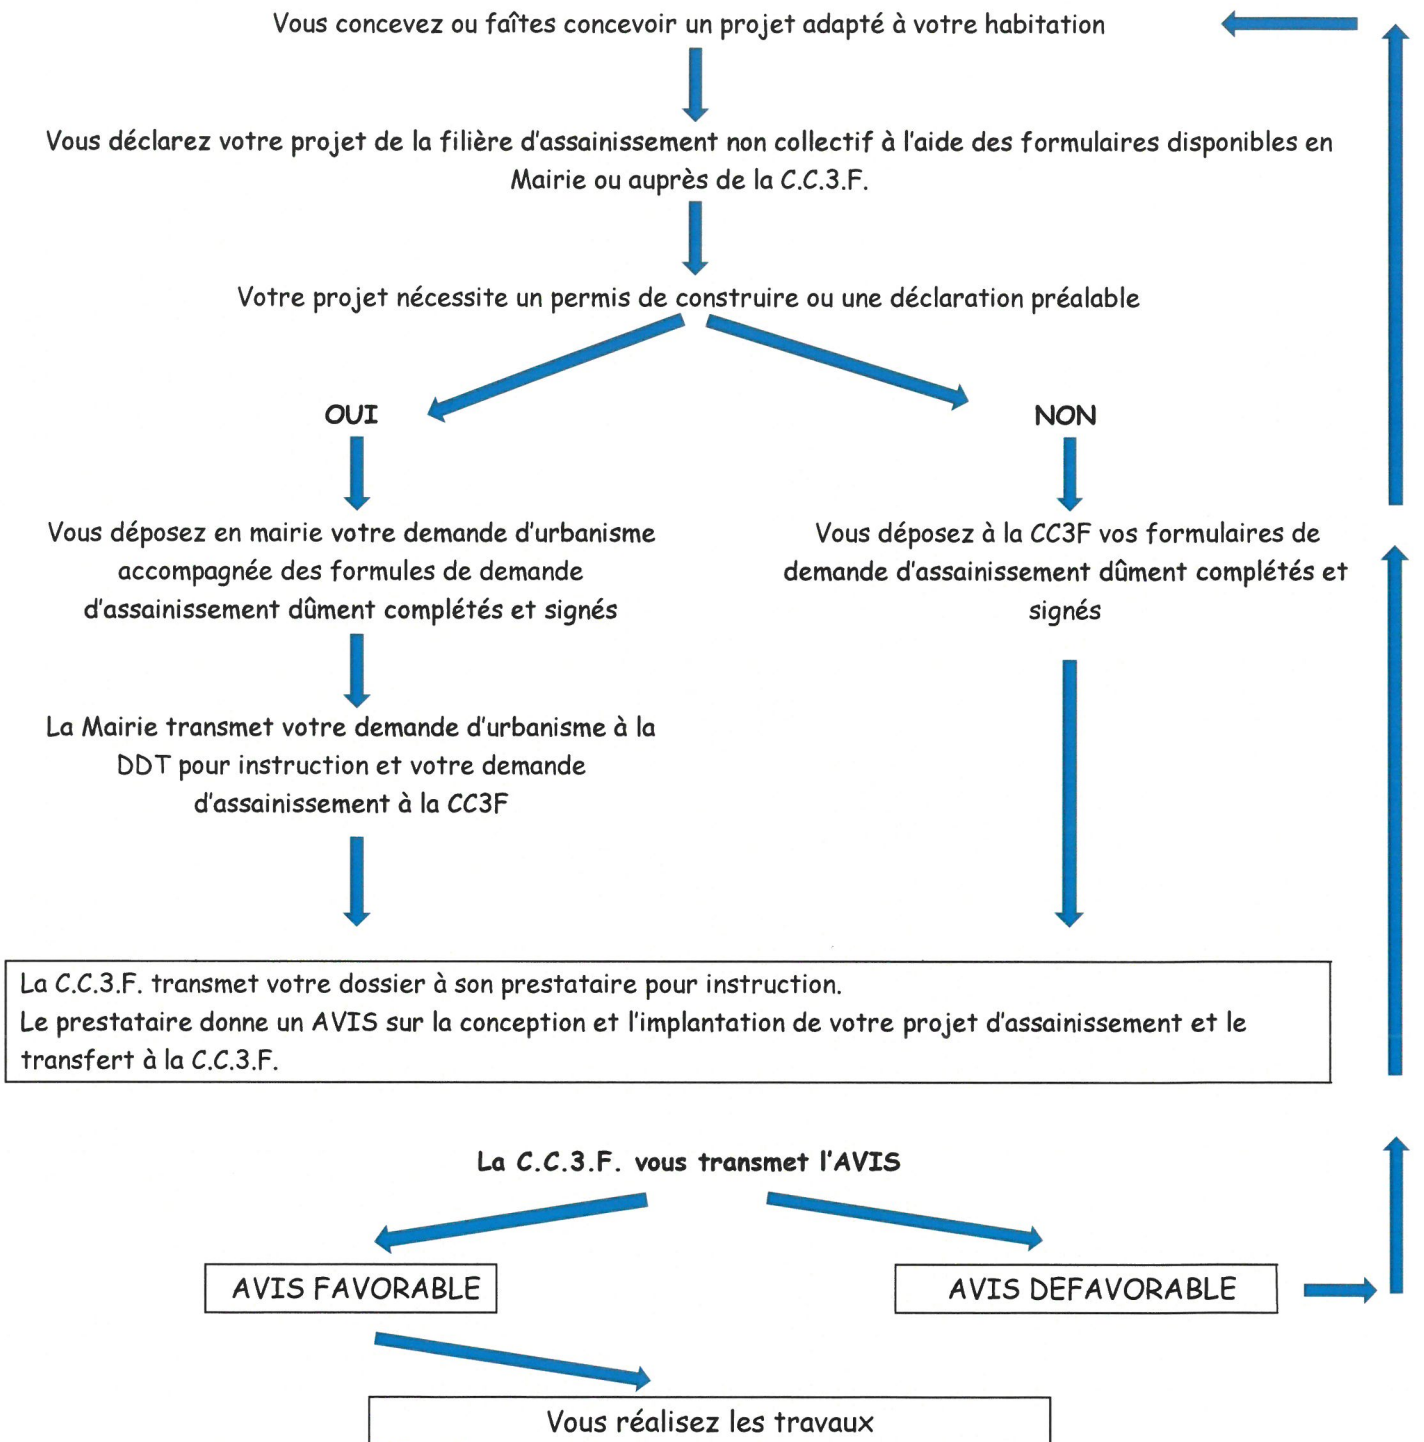 Vous concevez ou faîtes concevoir un projet adapté à votre habitation
Vous déclarez votre projet de la filière d'assainissement non collectif à l'aide des formulaires disponibles en
Mairie ou auprès de la C.C.3.F.
Votre projet nécessite un permis de construire ou une déclaration préalable
OUI
NON
Vous déposez en mairie votre demande d'urbanisme
accompagnée des formules de demande
d'assainissement dûment complétés et signés
Vous déposez à la CC3F vos formulaires de
demande d'assainissement dûment complétés et
signés
La Mairie transmet votre demande d'urbanisme à la
DDT pour instruction et votre demande
d'assainissement à la CC3F
La C.C.3.F. transmet votre dossier à son prestataire pour instruction.
Le prestataire donne un AVIS sur la conception et l'implantation de votre projet d'assainissement et le
transfert à la C.C.3.F.
La C.C.3.F. vous transmet l'AVIS
AVIS FAVORABLE
AVIS DEFAVORABLE
Vous réalisez les travaux